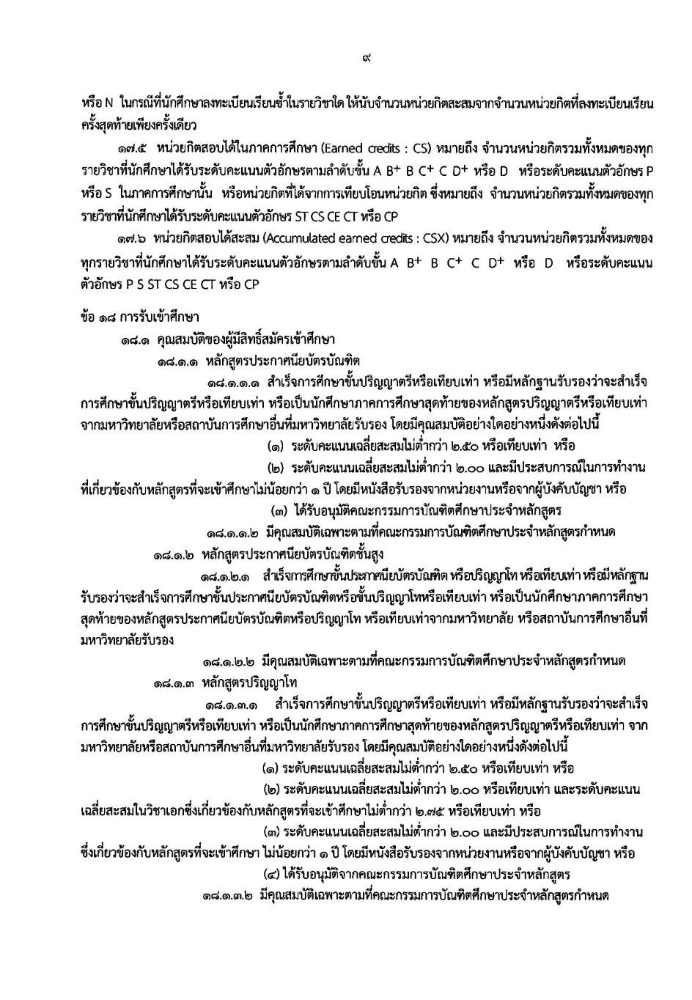 ๙
หรือ N ในกรณีที่นักศึกษาลงทะเบียนเรียนซ้ำในรายวิชาใด ให้นับจำนวนหน่วยกิตสะสมจากจำนวนหน่วยกิตที่ลงทะเบียนเรียน
ครั้งสุดท้ายเพียงครั้งเดียว
๑๗.๕ หน่วยกิตสอบได้ในภาคการศึกษา (Earned credits : CS) หมายถึง จำนวนหน่วยกิตรวมทั้งหมดของทุก
รายวิชาที่นักศึกษาได้รับระดับคะแนนตัวอักษรตามลำดับขั้น A B+ B C+ C D+ หรือ D หรือระดับคะแนนตัวอักษร P
หรือ S ในภาคการศึกษานั้น หรือหน่วยกิตที่ได้จากการเทียบโอนหน่วยกิต ซึ่งหมายถึง จำนวนหน่วยกิตรวมทั้งหมดของทุก
รายวิชาที่นักศึกษาได้รับระดับคะแนนตัวอักษร ST CS CE CT หรือ CP
๑๗.๖ หน่วยกิตสอบได้สะสม (Accumulated earned credits : CSX) หมายถึง จำนวนหน่วยกิตรวมทั้งหมดของ
ทุกรายวิชาที่นักศึกษาได้รับระดับคะแนนตัวอักษรตามลำดับขั้น A B+ B C+ C D+ หรือ D หรือระดับคะแนน
ตัวอักษร P S ST CS CE CT หรือ CP
ข้อ ๑๘ การรับเข้าศึกษา
๑๘.๑ คุณสมบัติของผู้มีสิทธิ์สมัครเข้าศึกษา
๑๘.๑.๑ หลักสูตรประกาศนียบัตรบัณฑิต
๑๘.๑.๑.๑ สำเร็จการศึกษาขั้นปริญญาตรีหรือเทียบเท่า หรือมีหลักฐานรับรองว่าจะสำเร็จ
การศึกษาขั้นปริญญาตรีหรือเทียบเท่า หรือเป็นนักศึกษาภาคการศึกษาสุดท้ายของหลักสูตรปริญญาตรีหรือเทียบเท่า
จากมหาวิทยาลัยหรือสถาบันการศึกษาอื่นที่มหาวิทยาลัยรับรอง โดยมีคุณสมบัติอย่างใดอย่างหนึ่งดังต่อไปนี้
(๑) ระดับคะแนนเฉลี่ยสะสมไม่ต่ำกว่า ๒.๕๐ หรือเทียบเท่า หรือ
(๒) ระดับคะแนนเฉลี่ยสะสมไม่ต่ำกว่า ๒.๐๐ และมีประสบการณ์ในการทำงาน
ที่เกี่ยวข้องกับหลักสูตรที่จะเข้าศึกษาไม่น้อยกว่า ๑ ปี โดยมีหนังสือรับรองจากหน่วยงานหรือจากผู้บังคับบัญชา หรือ
(๓) ได้รับอนุมัติคณะกรรมการบัณฑิตศึกษาประจำหลักสูตร
๑๘.๑.๑.๒ มีคุณสมบัติเฉพาะตามที่คณะกรรมการบัณฑิตศึกษาประจำหลักสูตรกำหนด
๑๘.๑.๒ หลักสูตรประกาศนียบัตรบัณฑิตชั้นสูง
๑๘.๑.๒.๑ สำเร็จการศึกษาขั้นประกาศนียบัตรบัณฑิต หรือปริญญาโท หรือเทียบเท่า หรือมีหลักฐาน
รับรองว่าจะสำเร็จการศึกษาขั้นประกาศนียบัตรบัณฑิตหรือขั้นปริญญาโทหรือเทียบเท่า หรือเป็นนักศึกษาภาคการศึกษา
สุดท้ายของหลักสูตรประกาศนียบัตรบัณฑิตหรือปริญญาโท หรือเทียบเท่าจากมหาวิทยาลัย หรือสถาบันการศึกษาอื่นที่
มหาวิทยาลัยรับรอง
๑๘.๑.๒.๒ มีคุณสมบัติเฉพาะตามที่คณะกรรมการบัณฑิตศึกษาประจำหลักสูตรกำหนด
๑๘.๑.๓ หลักสูตรปริญญาโท
๑๘.๑.๓.๑ สำเร็จการศึกษาขั้นปริญญาตรีหรือเทียบเท่า หรือมีหลักฐานรับรองว่าจะสำเร็จ
การศึกษาขั้นปริญญาตรีหรือเทียบเท่า หรือเป็นนักศึกษาภาคการศึกษาสุดท้ายของหลักสูตรปริญญาตรีหรือเทียบเท่า จาก
มหาวิทยาลัยหรือสถาบันการศึกษาอื่นที่มหาวิทยาลัยรับรอง โดยมีคุณสมบัติอย่างใดอย่างหนึ่งดังต่อไปนี้
(๑) ระดับคะแนนเฉลี่ยสะสมไม่ต่ำกว่า ๒.๕๐ หรือเทียบเท่า หรือ
(๒) ระดับคะแนนเฉลี่ยสะสมไม่ต่ำกว่า ๒.๐๐ หรือเทียบเท่า และระดับคะแนน
เฉลี่ยสะสมในวิชาเอกซึ่งเกี่ยวข้องกับหลักสูตรที่จะเข้าศึกษาไม่ต่ำกว่า ๒.๗๕ หรือเทียบเท่า หรือ
(๓) ระดับคะแนนเฉลี่ยสะสมไม่ต่ำกว่า ๒.๐๐ และมีประสบการณ์ในการทำงาน
ซึ่งเกี่ยวข้องกับหลักสูตรที่จะเข้าศึกษา ไม่น้อยกว่า ๑ ปี โดยมีหนังสือรับรองจากหน่วยงานหรือจากผู้บังคับบัญชา หรือ
(๔) ได้รับอนุมัติจากคณะกรรมการบัณฑิตศึกษาประจำหลักสูตร
๑๘.๑.๓.๒ มีคุณสมบัติเฉพาะตามที่คณะกรรมการบัณฑิตศึกษาประจำหลักสูตรกำหนด